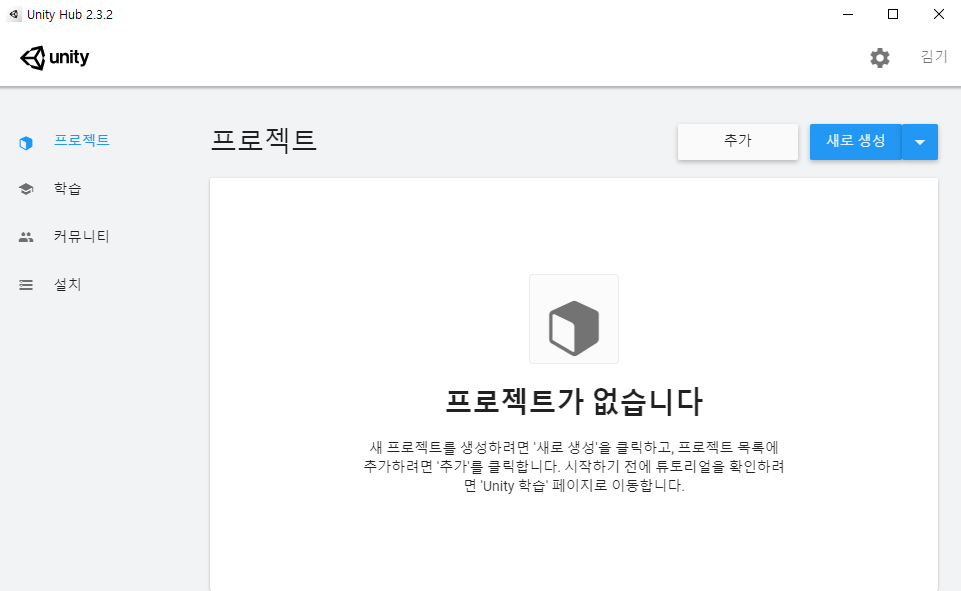 Unity Hub 2.3.2
unity
김기
프로젝트
학습
커뮤니티
설치
프로젝트
추가
새로 생성
프로젝트가 없습니다
새 프로젝트를 생성하려면 '새로 생성'을 클릭하고, 프로젝트 목록에
추가하려면 '추가'를 클릭합니다. 시작하기 전에 튜토리얼을 확인하려
면 'Unity 학습' 페이지로 이동합니다.